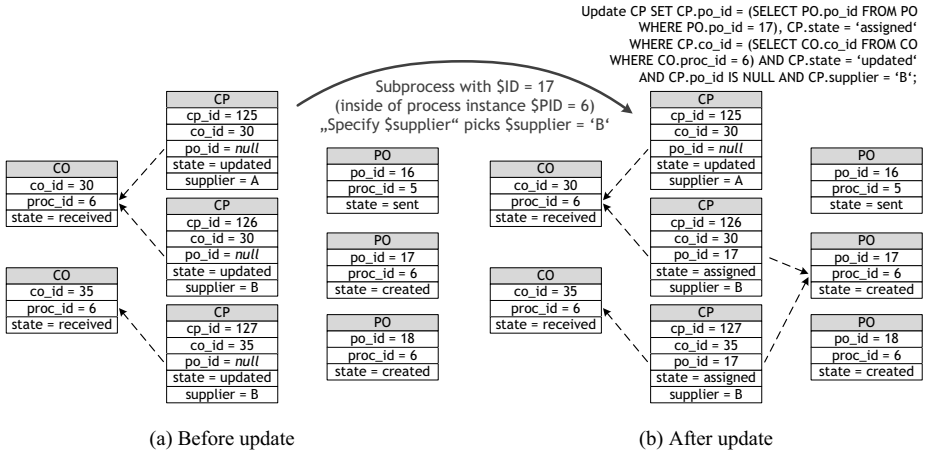 Update CP SET CP.po_id = (SELECT PO.po_id FROM PO
WHERE PO.po_id = 17), CP.state = ‘assigned‘
WHERE CP.co_id = (SELECT CO.co_id FROM CO
WHERE CO.proc_id = 6) AND CP.state = ‘updated‘
AND CP.po_id IS NULL AND CP.supplier = ‘B‘;
Subprocess with $ID = 17
(inside of process instance $PID = 6)
„Specify $supplier“ picks $supplier = ‘B‘
CO
co_id = 30
proc_id = 6
state = received
CO
co_id = 35
proc_id = 6
state = received
CP
cp_id = 125
co_id = 30
po_id = null
state = updated
supplier = A
CP
cp_id = 126
co_id = 30
po_id = null
state = updated
supplier = B
CP
cp_id = 127
co_id = 35
po_id = null
state = updated
supplier = B
PO
po_id = 16
proc_id = 5
state = sent
PO
po_id = 17
proc_id = 6
state = created
PO
po_id = 18
proc_id = 6
state = created
(a) Before update
CO
co_id = 30
proc_id = 6
state = received
CO
co_id = 35
proc_id = 6
state = received
CP
cp_id = 125
co_id = 30
po_id = null
state = updated
supplier = A
CP
cp_id = 126
co_id = 30
po_id = 17
state = assigned
supplier = B
CP
cp_id = 127
co_id = 35
po_id = 17
state = assigned
supplier = B
PO
po_id = 16
proc_id = 5
state = sent
PO
po_id = 17
proc_id = 6
state = created
PO
po_id = 18
proc_id = 6
state = created
(b) After update